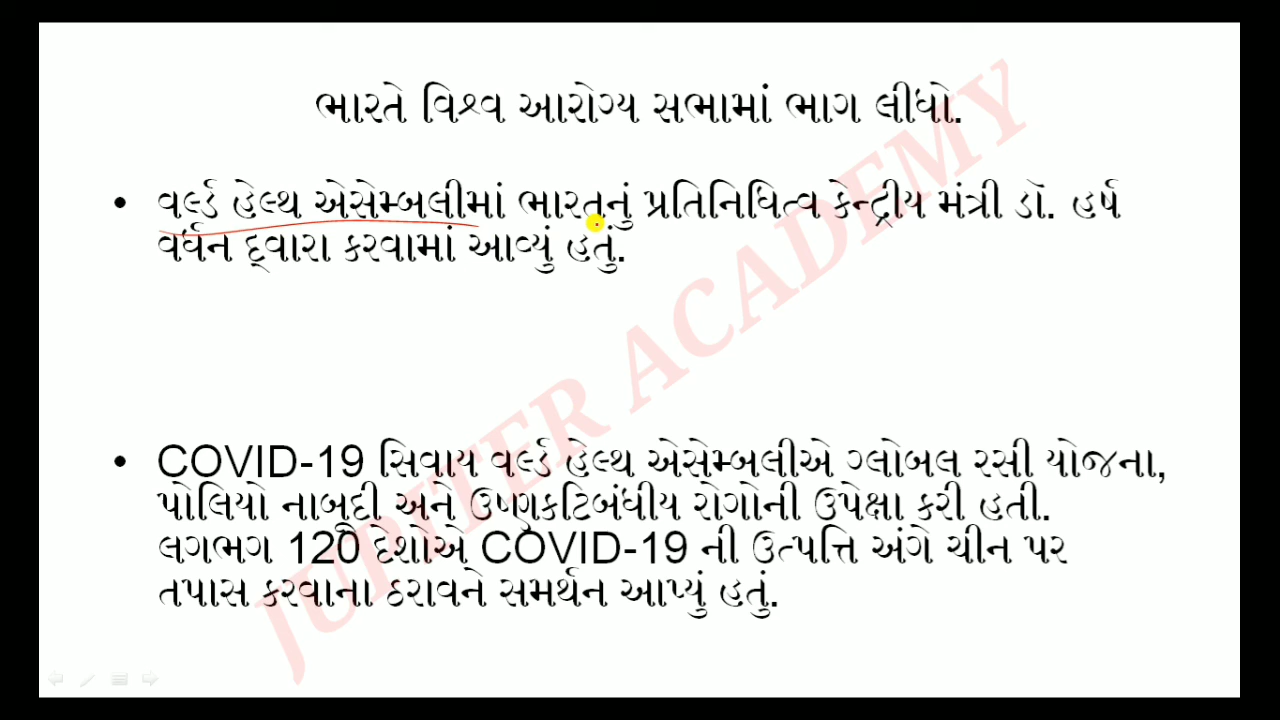 ભારતે વિશ્વ આરોગ્ય સભામાં ભાગ લીધો.
• વર્લ્ડ હેલ્થ એસેમ્બલીમાં ભારતનું પ્રતિનિધિત્વ કેન્દ્રીય મંત્રી ડૉ. હર્ષ
વર્ધન દ્વારા કરવામાં આવ્યું હતું.
• COVID-19 સિવાય વર્લ્ડ હેલ્થ એસેમ્બલીએ ગ્લોબલ રસી યોજના,
પોલિયો નાબૂદી અને ઉષ્ણકટિબંધીય રોગોની ઉપેક્ષા કરી હતી.
લગભગ 120 દેશોએ COVID-19 ની ઉત્પત્તિ અંગે ચીન પર
તપાસ કરવાના ઠરાવને સમર્થન આપ્યું હતું.
JUPITER ACADEMY